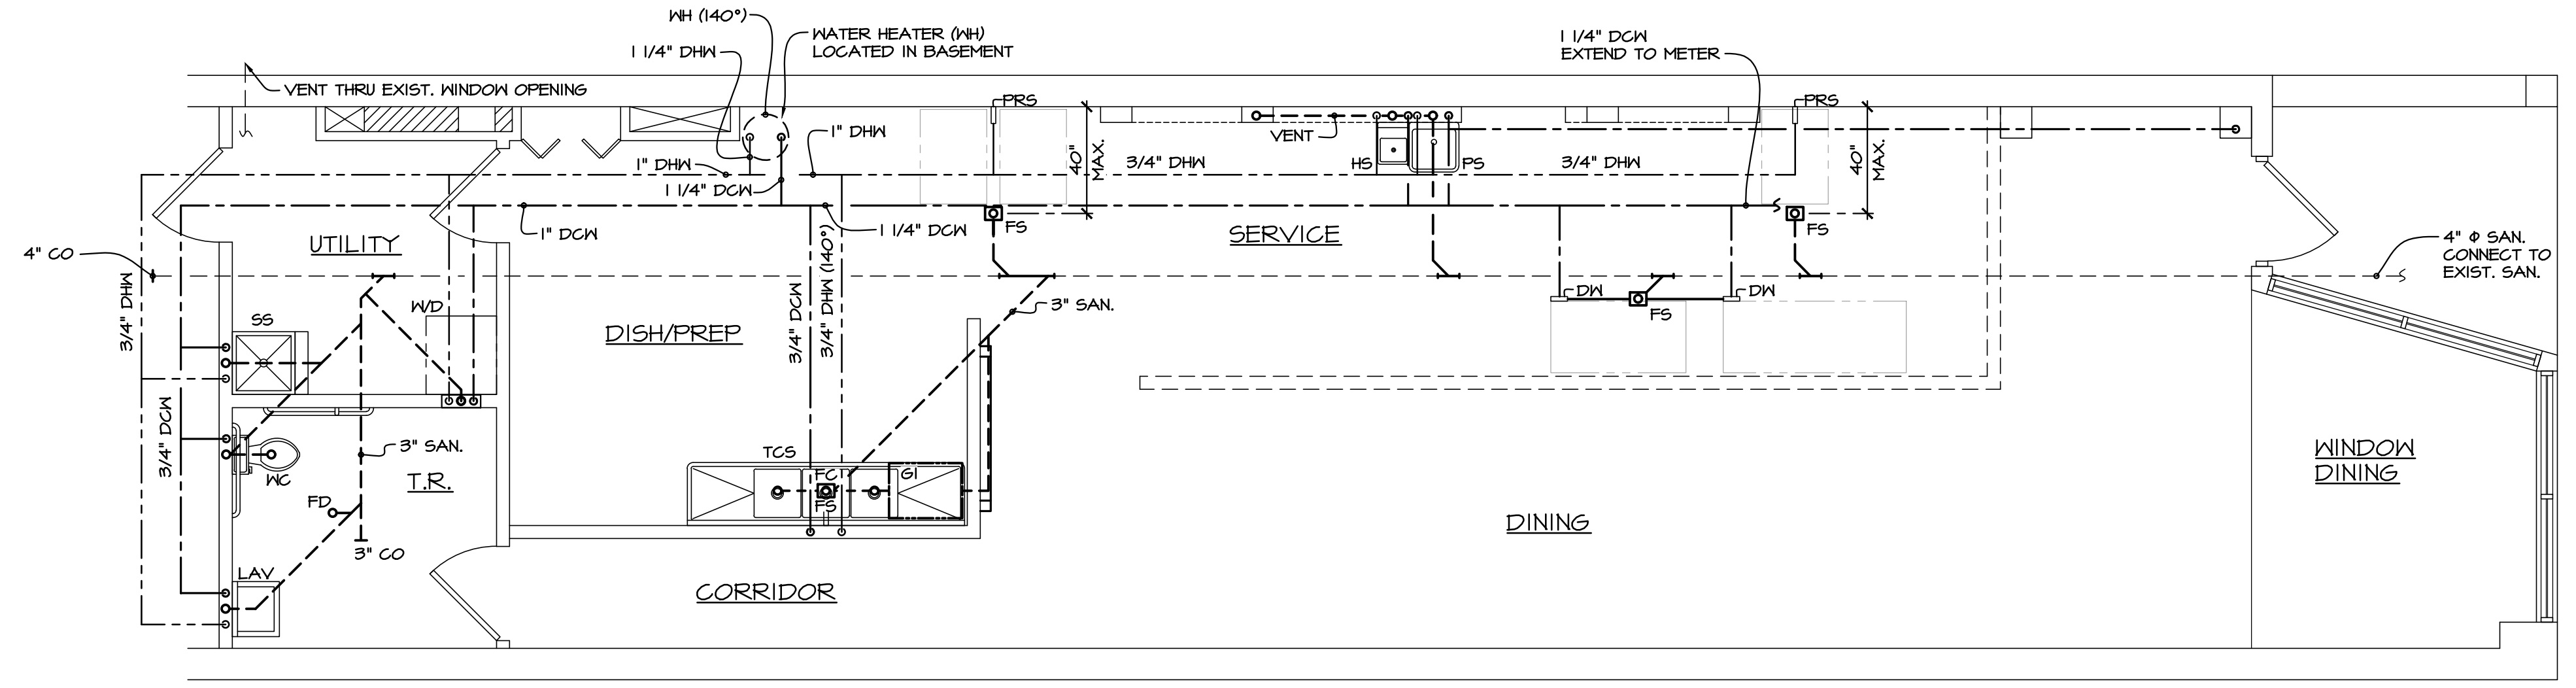 WH (140°)
1 1/4" DHW
WATER HEATER (WH)
LOCATED IN BASEMENT
1 1/4" DCW
EXTEND TO METER
VENT THRU EXIST. WINDOW OPENING
PRS
PRS
1" DHW
VENT
40" MAX.
40" MAX.
1" DHW
3/4" DHW
HS
PS
3/4" DHW
1 1/4" DCW
1" DCW
1 1/4" DCW
FS
SERVICE
FS
UTILITY
4" CO
4" Φ SAN.
CONNECT TO
EXIST. SAN.
3/4" DHW
W/D
3/4" DCW
3/4" DHW (140°)
3" SAN.
DW
DW
FS
SS
DISH/PREP
3/4" DCW
3" SAN.
WC
T.R.
TCS
FC
FS
GI
WINDOW
DINING
FD
3" CO
DINING
LAV
CORRIDOR